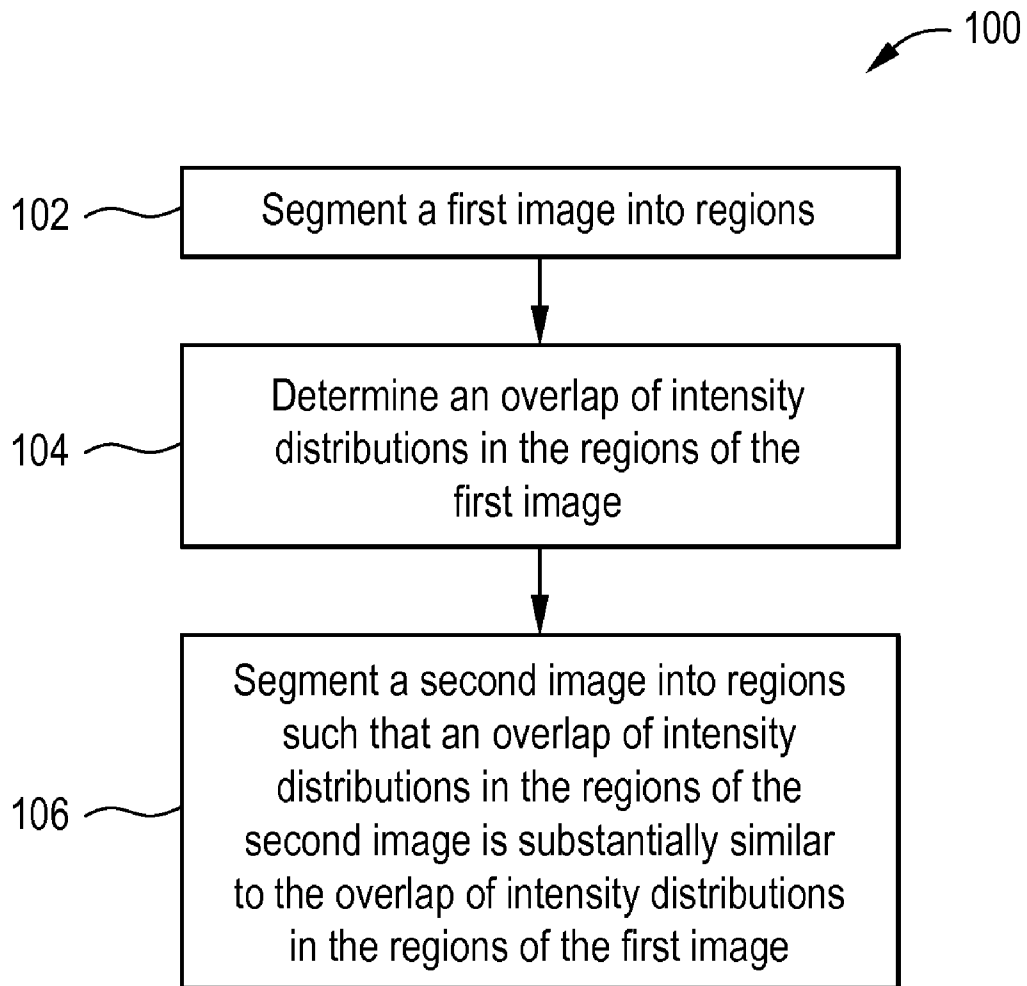 100
102
Segment a first image into regions
104
Determine an overlap of intensity
distributions in the regions of the
first image
106
Segment a second image into regions
such that an overlap of intensity
distributions in the regions of the
second image is substantially similar
to the overlap of intensity distributions
in the regions of the first image